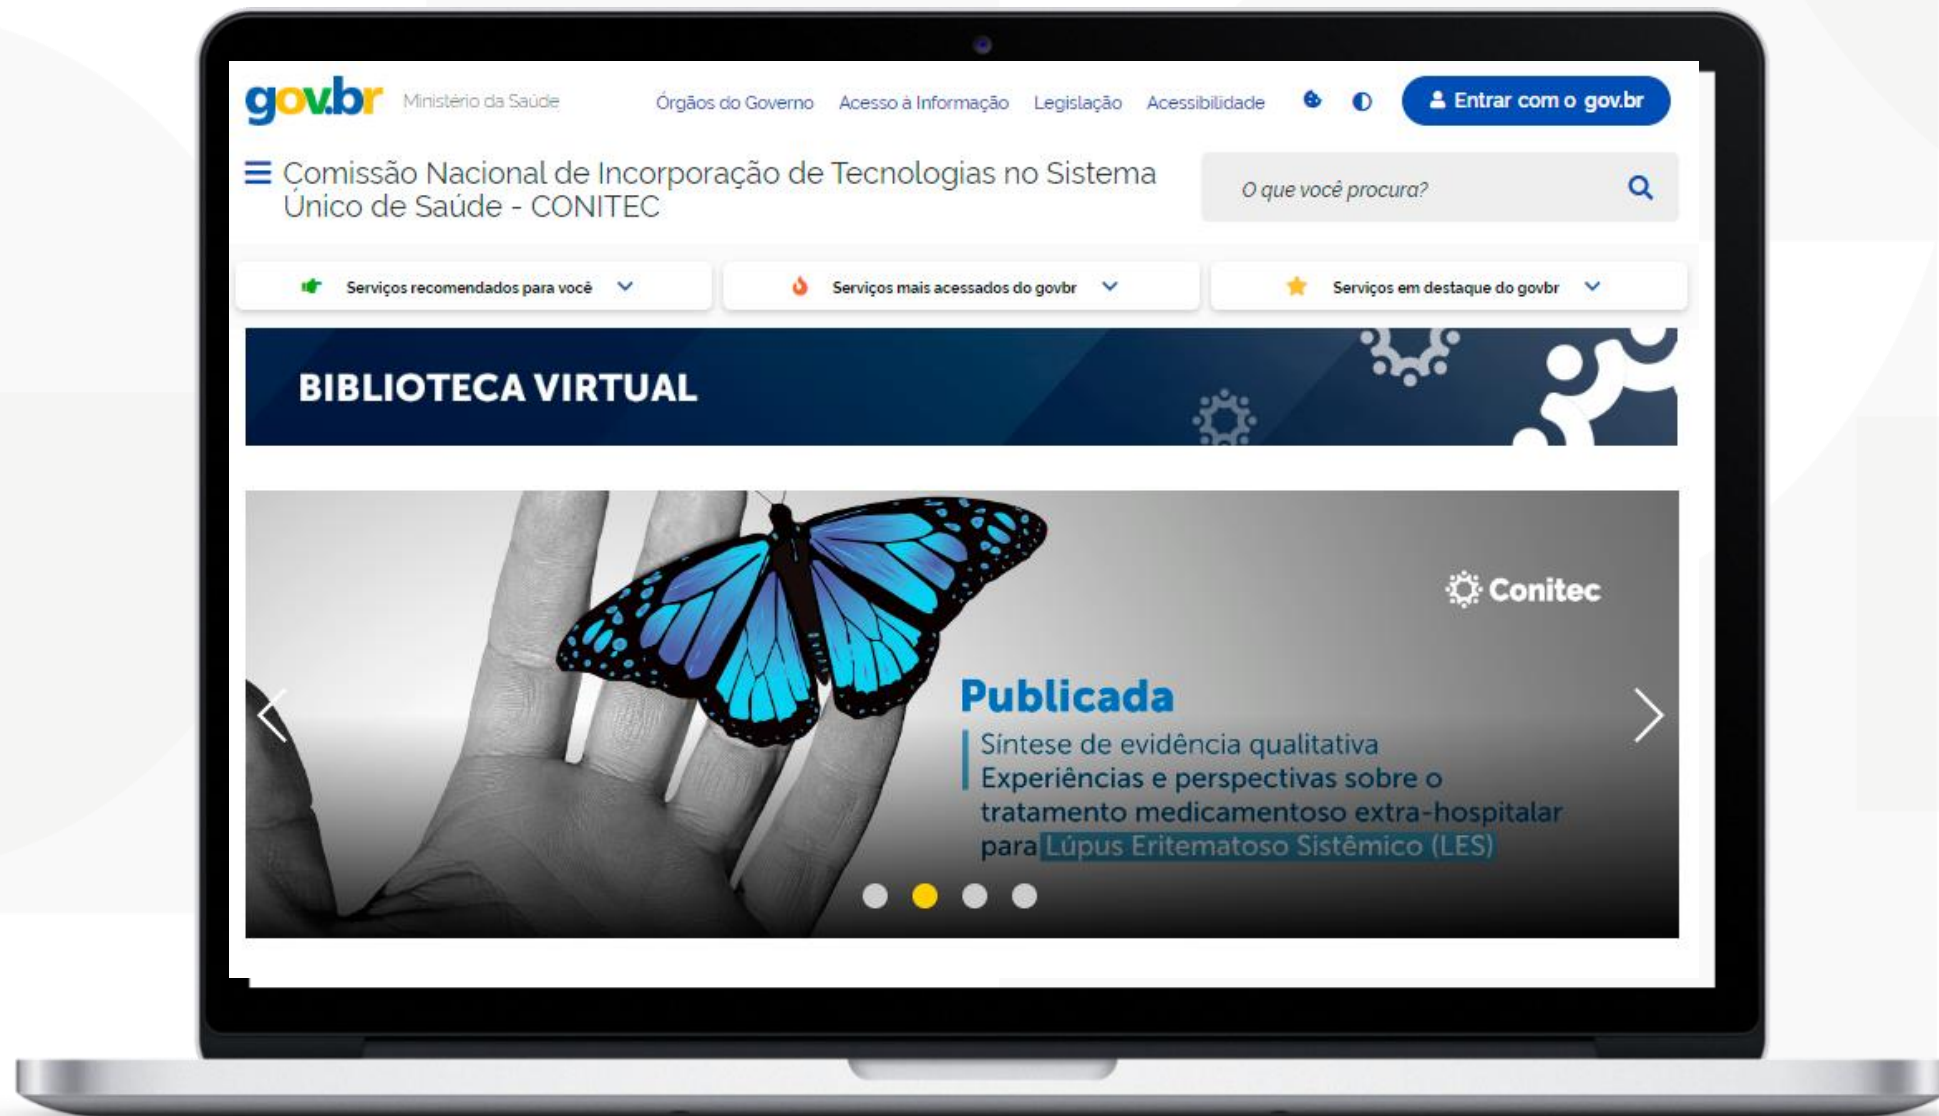 gov.br
Ministério da Saúde
Órgãos do Governo
Acesso à Informação
Legislação
Acessibilidade
Entrar com o gov.br
Comissão Nacional de Incorporação de Tecnologias no Sistema
Único de Saúde - CONITEC
O que você procura?
Serviços recomendados para você
Serviços mais acessados do govbr
Serviços em destaque do govbr
BIBLIOTECA VIRTUAL
Conitec
Publicada
Síntese de evidência qualitativa
Experiências e perspectivas sobre o
tratamento medicamentoso extra-hospitalar
para Lúpus Eritematoso Sistêmico (LES)